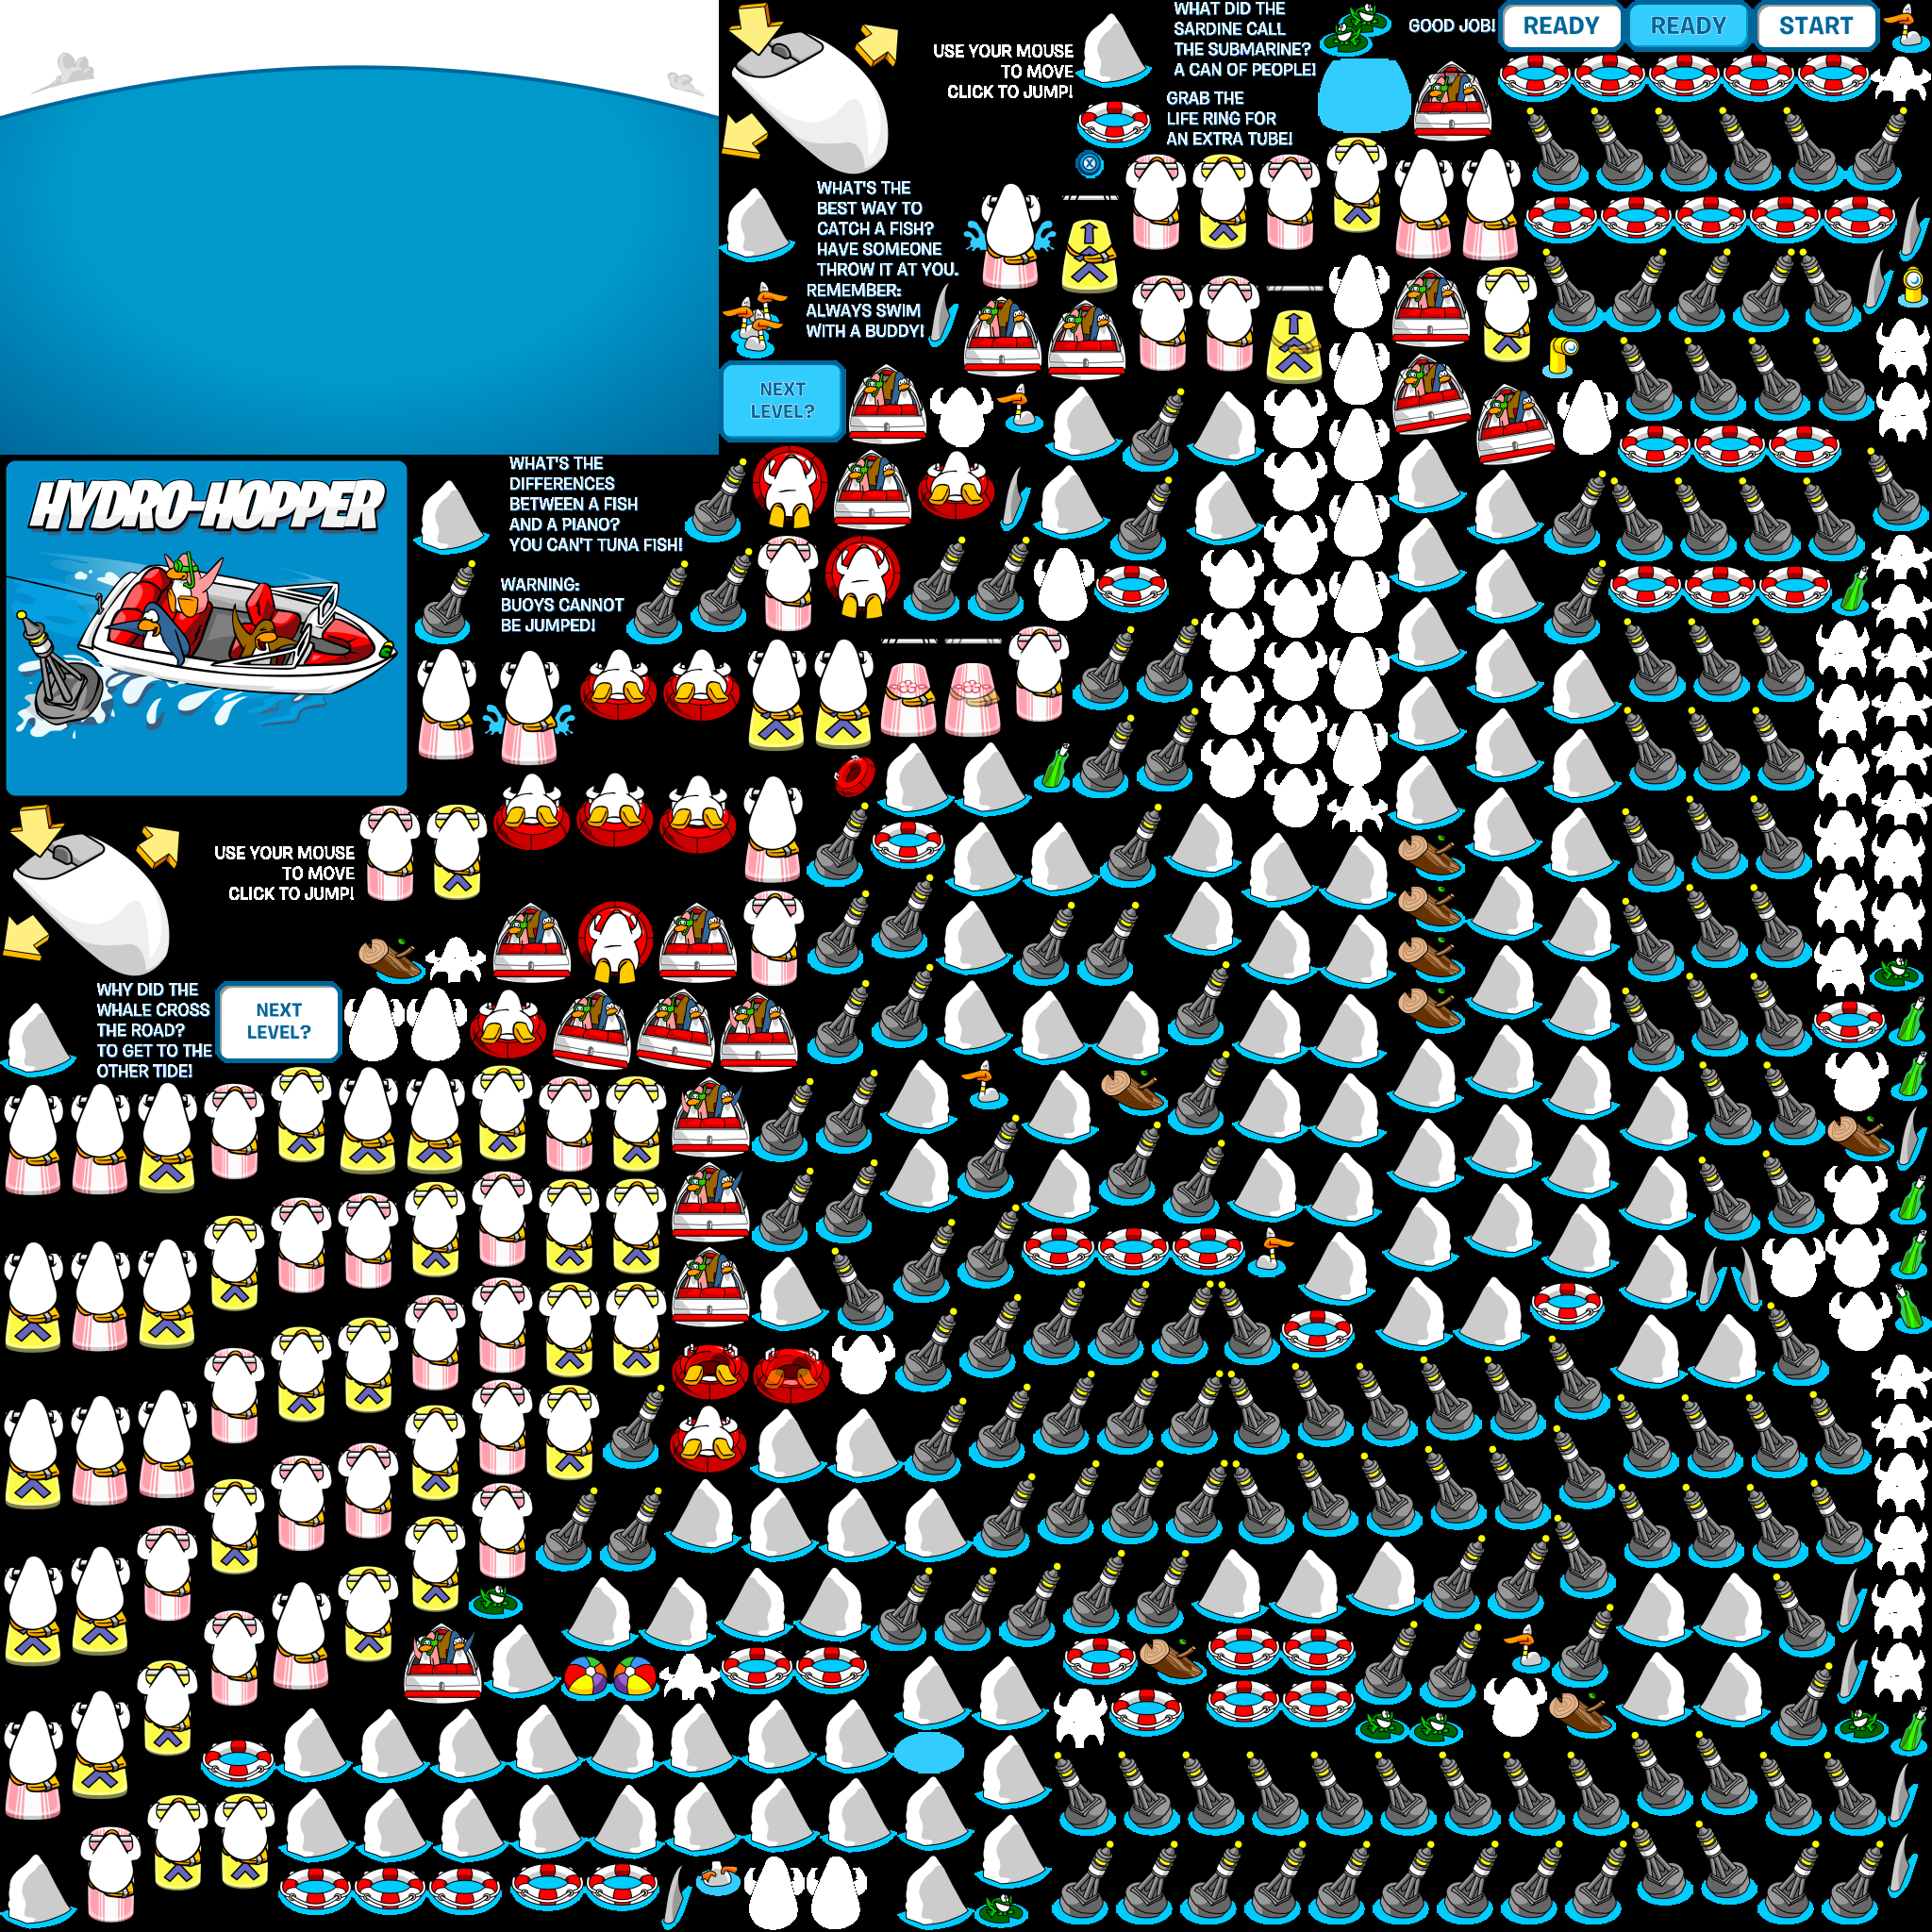 USE YOUR MOUSE
TO MOVE
CLICK TO JUMP!
WHAT DID THE
SARDINE CALL
THE SUBMARINE?
A CAN OF PEOPLE!
GOOD JOB!
READY
READY
START
GRAB THE
LIFE RING FOR
AN EXTRA TUBE!
WHAT'S THE
BEST WAY TO
CATCH A FISH?
HAVE SOMEONE
THROW IT AT YOU.
REMEMBER:
ALWAYS SWIM
WITH A BUDDY!
NEXT
LEVEL?
HYDRO-HOPPER
WHAT'S THE
DIFFERENCES
BETWEEN A FISH
AND A PIANO?
YOU CAN'T TUNA FISH!
WARNING:
BUOYS CANNOT
BE JUMPED!
USE YOUR MOUSE
TO MOVE
CLICK TO JUMP!
WHY DID THE
WHALE CROSS
THE ROAD?
TO GET TO THE
OTHER TIDE!
NEXT
LEVEL?